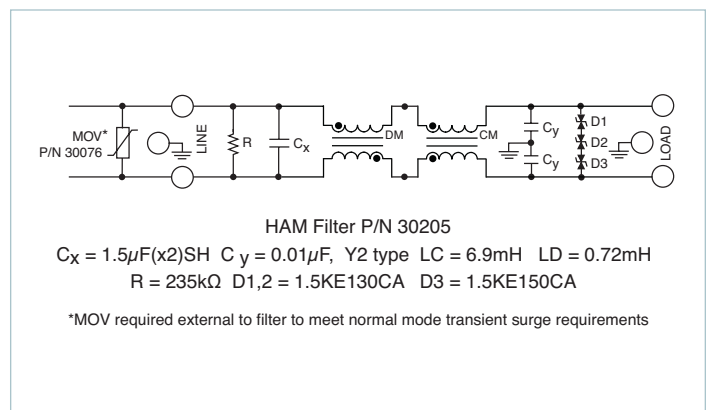 MOV*
P/N 30076
LINE
R
Cx
DM
CM
Cy
Cy
D1
D2
D3
LOAD
HAM Filter P/N 30205
Cx = 1.5µF(x2)SH C y = 0.01µF, Y2 type LC = 6.9mH LD = 0.72mH
R = 235kΩ D1,2 = 1.5KE130CA D3 = 1.5KE150CA
*MOV required external to filter to meet normal mode transient surge requirements